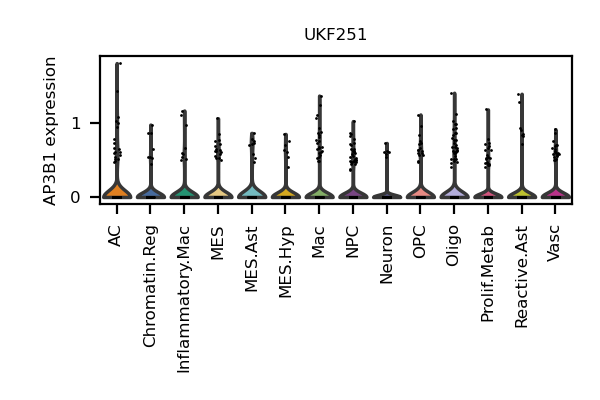 UKF251
AP3B1 expression
1
0
AC
Chromatin.Reg
Inflammatory.Mac
MES
MES.Ast
MES.Hyp
Mac
NPC
Neuron
OPC
Oligo
Prolif.Metab
Reactive.Ast
Vasc